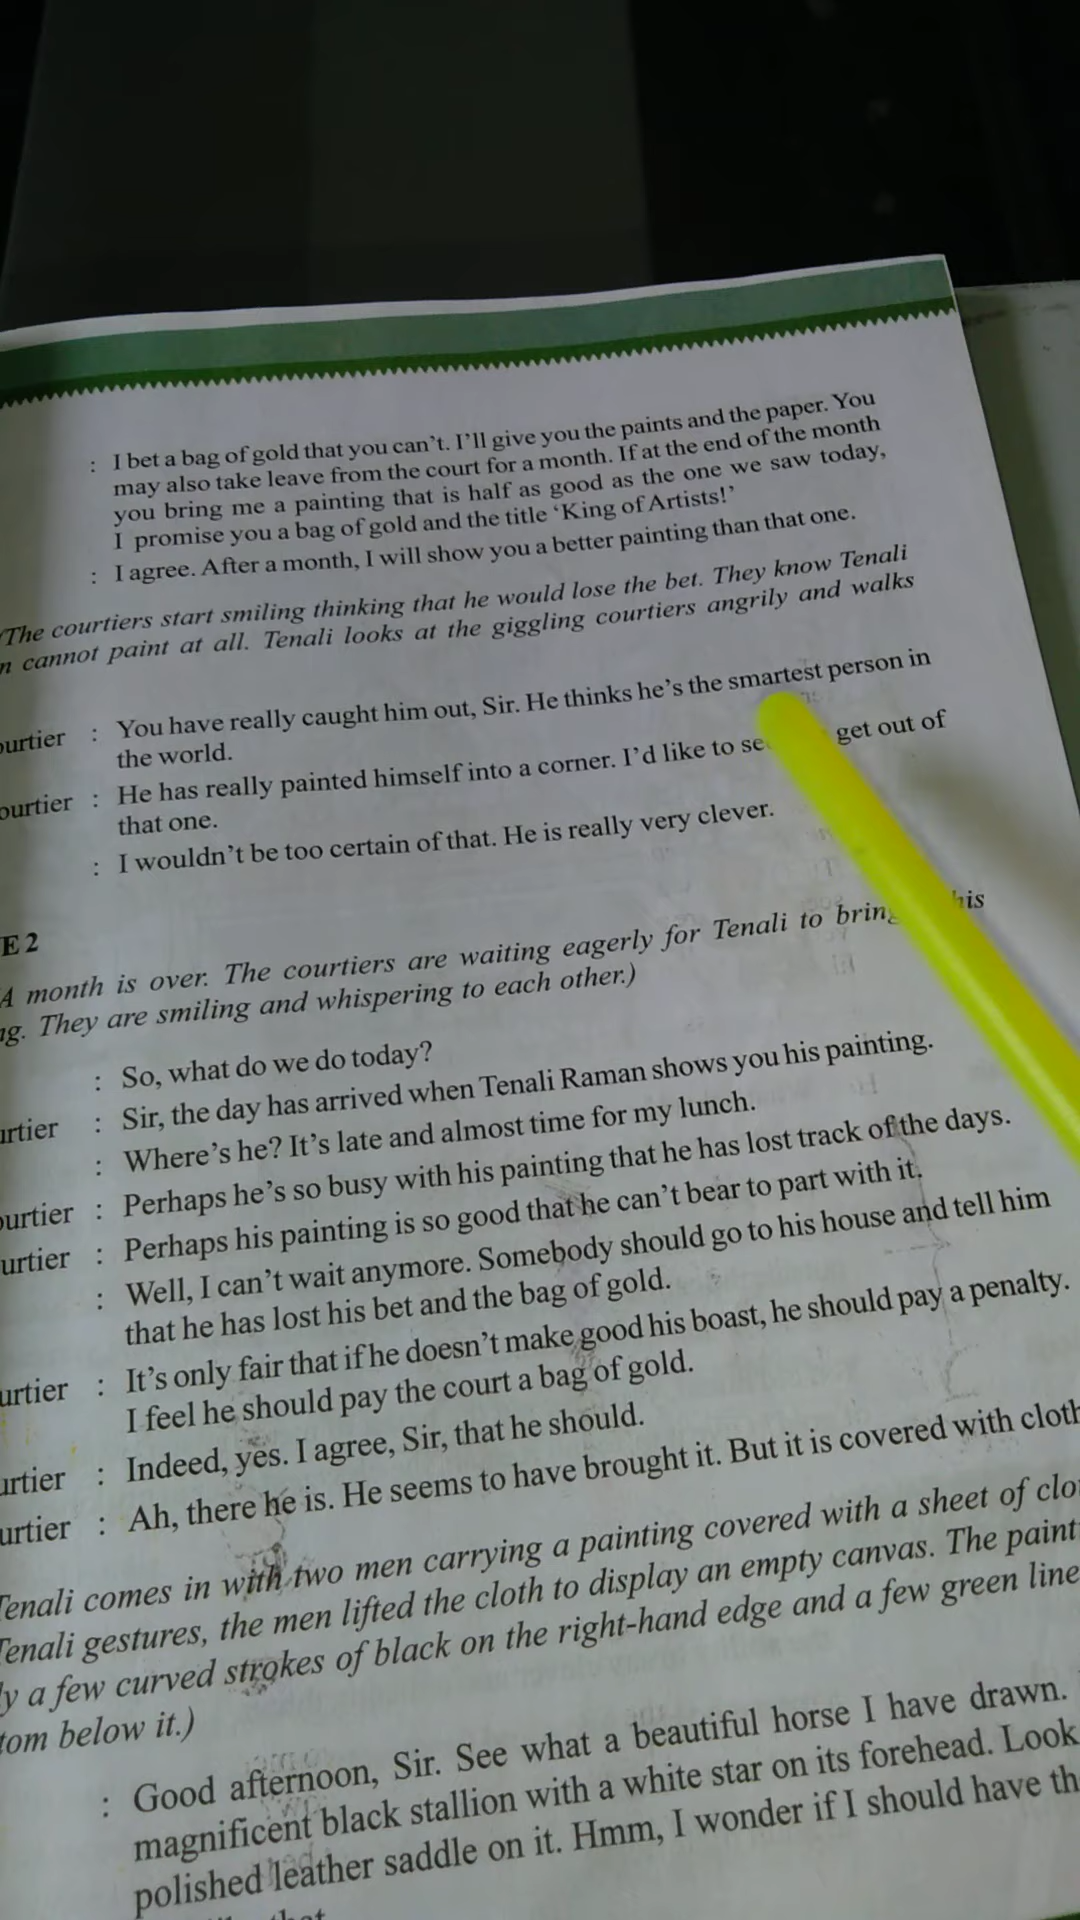 : I bet a bag of gold that you can't. I'll give you the paints and the paper. You
may also take leave from the court for a month. If at the end of the month
you bring me a painting that is half as good as the one we saw today,
I promise you a bag of gold and the title 'King of Artists!'
: I agree. After a month, I will show you a better painting than that one.
(The courtiers start smiling thinking that he would lose the bet. They know Tenali
n cannot paint at all. Tenali looks at the giggling courtiers angrily and walks
ourtier : You have really caught him out, Sir. He thinks he's the smartest person in
the world.
ourtier : He has really painted himself into a corner. I'd like to se get out of
that one.
: I wouldn't be too certain of that. He is really very clever.
E 2
A month is over. The courtiers are waiting eagerly for Tenali to bring his
ng. They are smiling and whispering to each other.)
: So, what do we do today?
urtier : Sir, the day has arrived when Tenali Raman shows you his painting.
: Where's he? It's late and almost time for my lunch.
ourtier : Perhaps he's so busy with his painting that he has lost track of the days.
urtier : Perhaps his painting is so good that he can't bear to part with it.
: Well, I can't wait anymore. Somebody should go to his house and tell him
that he has lost his bet and the bag of gold.
urtier : It's only fair that if he doesn't make good his boast, he should pay a penalty.
I feel he should pay the court a bag of gold.
urtier : Indeed, yes. I agree, Sir, that he should.
urtier : Ah, there he is. He seems to have brought it. But it is covered with cloth
Tenali comes in with two men carrying a painting covered with a sheet of clo
Tenali gestures, the men lifted the cloth to display an empty canvas. The paint
ly a few curved strokes of black on the right-hand edge and a few green line
tom below it.)
: Good afternoon, Sir. See what a beautiful horse I have drawn.
magnificent black stallion with a white star on its forehead. Look
polished leather saddle on it. Hmm, I wonder if I should have th
that